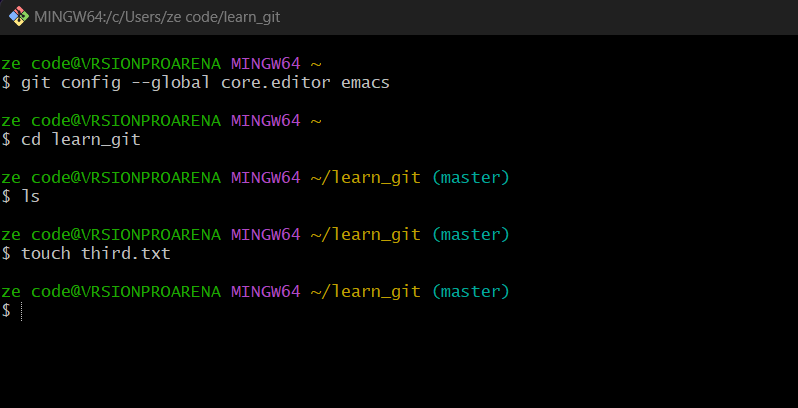 MINGW64:/c/Users/ze code/learn_git
ze code@VRSIONPROARENA MINGW64 ~
$ git config --global core.editor emacs
ze code@VRSIONPROARENA MINGW64 ~
$ cd learn_git
ze code@VRSIONPROARENA MINGW64 ~/learn_git (master)
$ ls
ze code@VRSIONPROARENA MINGW64 ~/learn_git (master)
$ touch third.txt
ze code@VRSIONPROARENA MINGW64 ~/learn_git (master)
$